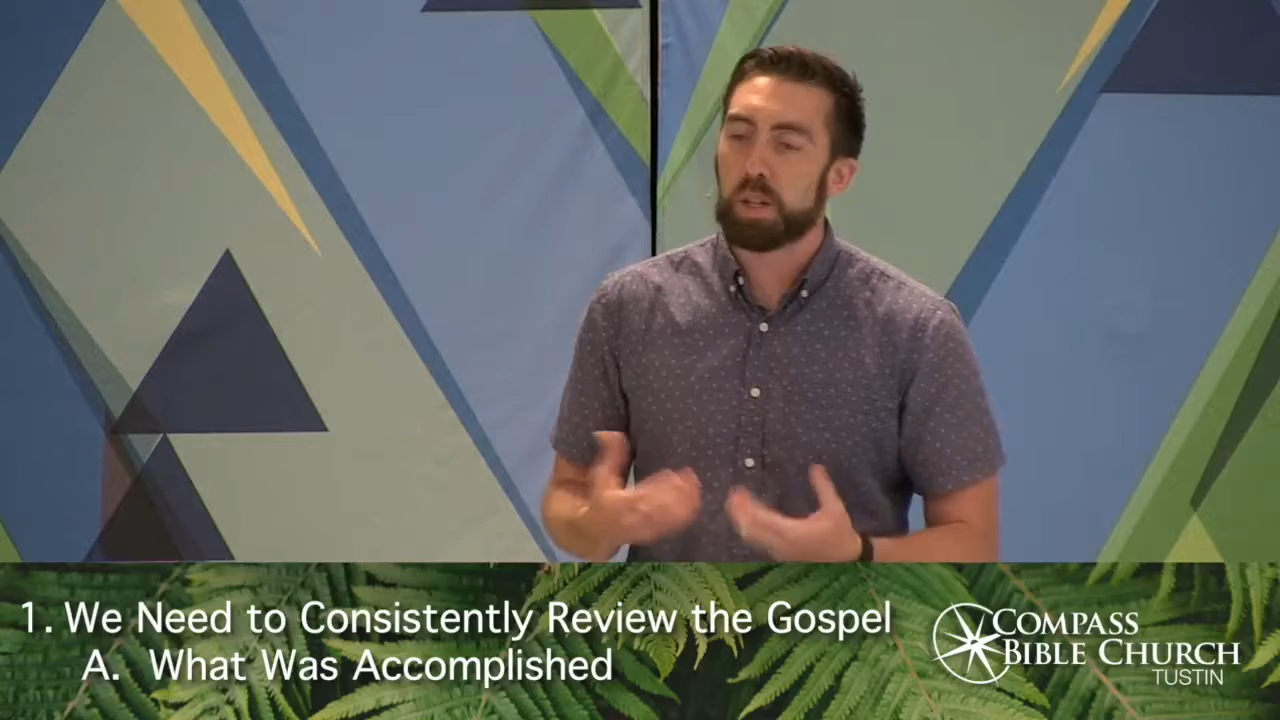 1. We Need to Consistently Review the Gospel
A. What Was Accomplished
COMPASS
BIBLE CHURCH
TUSTIN